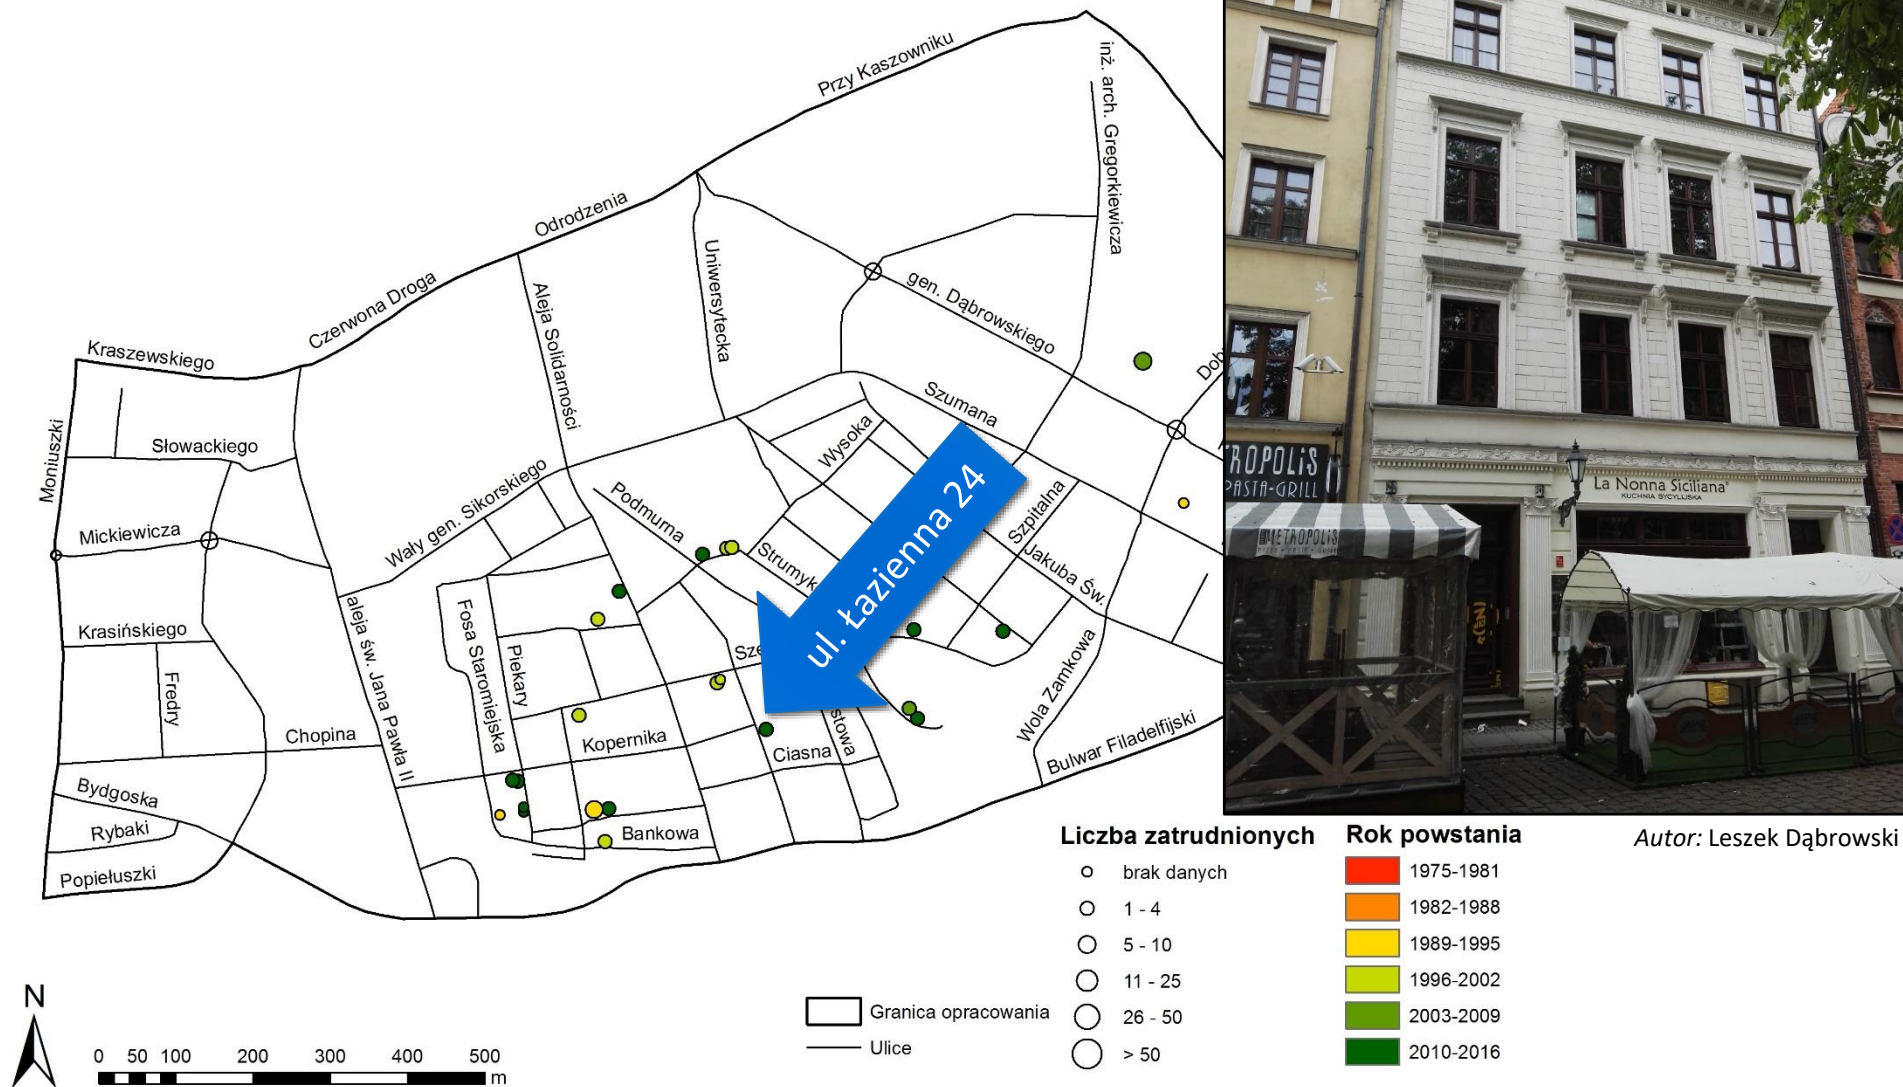 Przy Kaszowniku
inż. arch. Gregorkiewicza
Odrodzenia
Uniwersytecka
gen. Dąbrowskiego
Aleja Solidarności
Czerwona Droga
Kraszewskiego
Dob
Szumana
Moniuszki
Słowackiego
Wysoka
Wały gen. Sikorskiego
Podmurna
Szpitalna
Mickiewicza
Strumyk
Jakuba Św.
ul. Łazienna 24
aleja św. Jana Pawła II
Fosa Staromiejska
Piekary
Krasińskiego
Fredry
Sze
Wola Zamkowa
stowa
Chopina
Kopernika
Ciasna
Bulwar Filadelfijski
Bydgoska
Rybaki
Bankowa
Popiełuszki
ROPOLiS
PASTA-GRILL
METROPOLIS
La Nonna Siciliana
KUCHNIA SYCYLIJSKA
Autor: Leszek Dąbrowski
Liczba zatrudnionych
brak danych
1 - 4
5 - 10
11 - 25
26 - 50
> 50
Rok powstania
1975-1981
1982-1988
1989-1995
1996-2002
2003-2009
2010-2016
Granica opracowania
Ulice
N
0 50 100 200 300 400 500
m